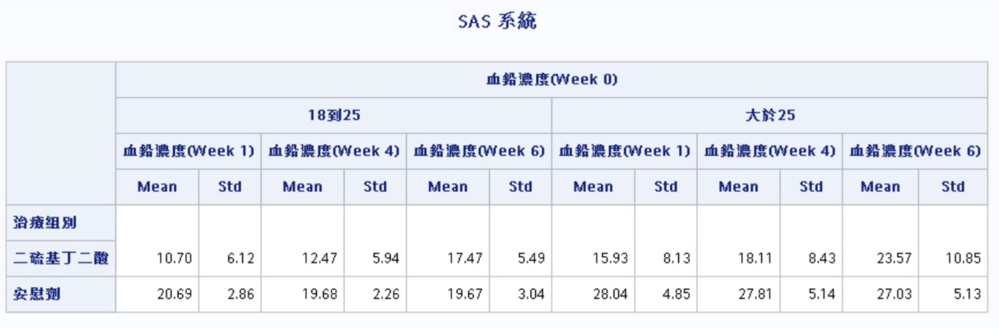 SAS 系統
血鉛濃度(Week 0)
18到25 大於25
血鉛濃度(Week 1) 血鉛濃度(Week 4) 血鉛濃度(Week 6) 血鉛濃度(Week 1) 血鉛濃度(Week 4) 血鉛濃度(Week 6)
Mean Std Mean Std Mean Std Mean Std Mean Std Mean Std
治療組別
二硫基丁二酸 10.70 6.12 12.47 5.94 17.47 5.49 15.93 8.13 18.11 8.43 23.57 10.85
安慰劑 20.69 2.86 19.68 2.26 19.67 3.04 28.04 4.85 27.81 5.14 27.03 5.13